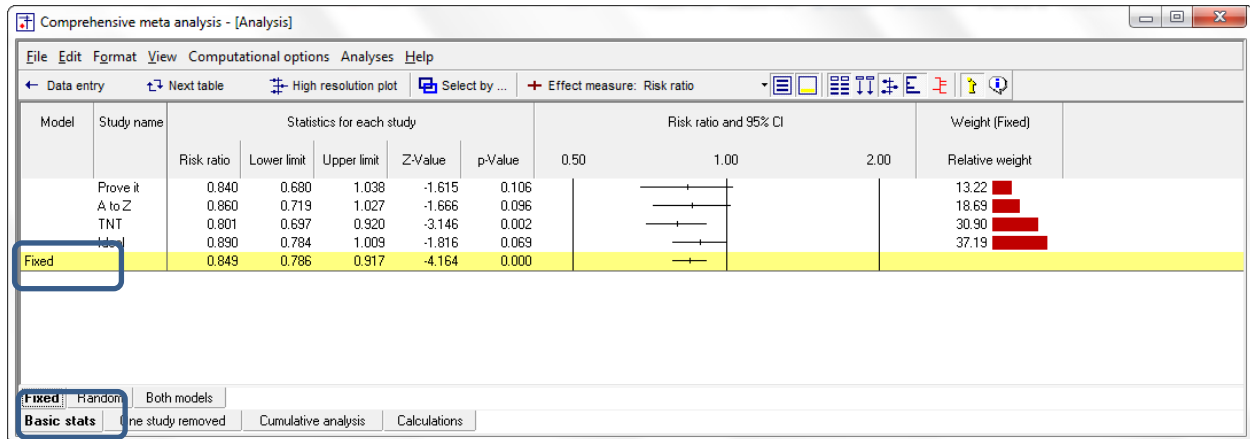 Comprehensive meta analysis - [Analysis]
File Edit Format View Computational options Analyses Help
Data entry Next table High resolution plot Select by ... Effect measure: Risk ratio
Model Study name Statistics for each study Risk ratio and 95% CI Weight (Fixed)
Risk ratio Lower limit Upper limit Z-Value p-Value 0.50 1.00 2.00 Relative weight
Prove it 0.840 0.680 1.038 -1.615 0.106 13.22
A to Z 0.860 0.719 1.027 -1.666 0.096 18.69
TNT 0.801 0.697 0.920 -3.146 0.002 30.90
Ideal 0.890 0.784 1.009 -1.816 0.069 37.19
Fixed 0.849 0.786 0.917 -4.164 0.000
Fixed Random Both models
Basic stats One study removed Cumulative analysis Calculations